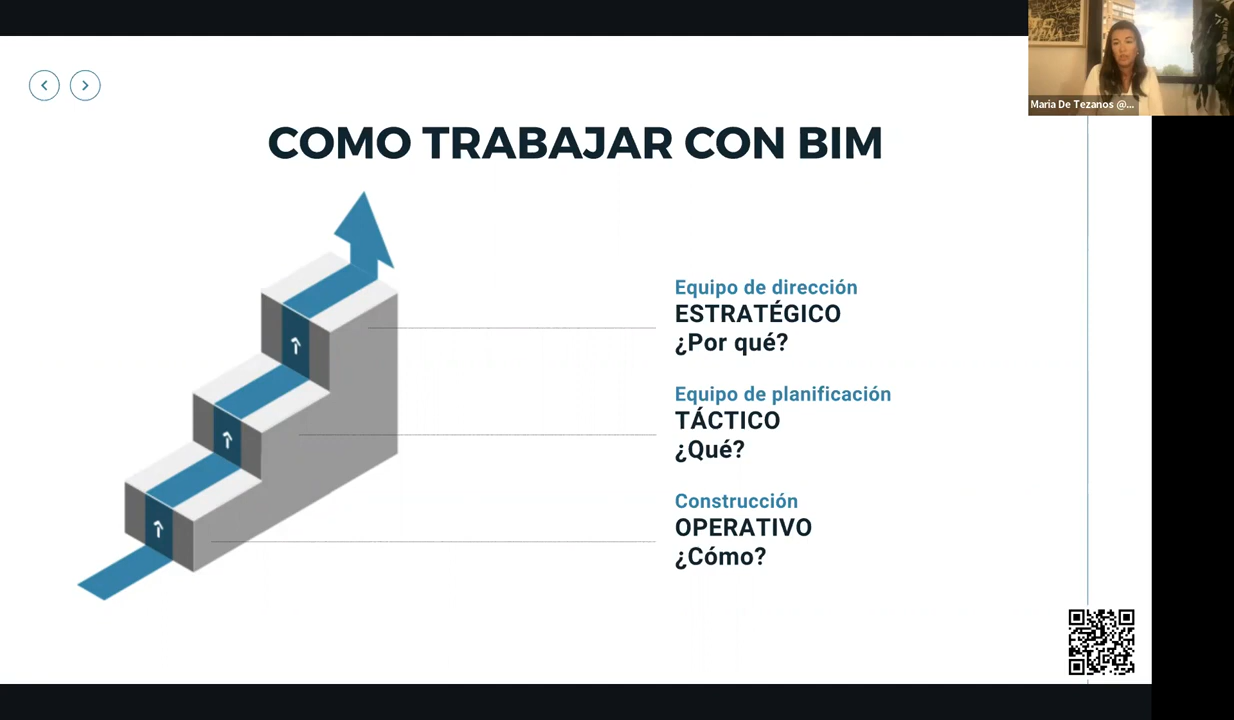 COMO TRABAJAR CON BIM
Equipo de dirección
ESTRATÉGICO
¿Por qué?
Equipo de planificación
TÁCTICO
¿Qué?
Construcción
OPERATIVO
¿Cómo?
Maria De Tezanos @...